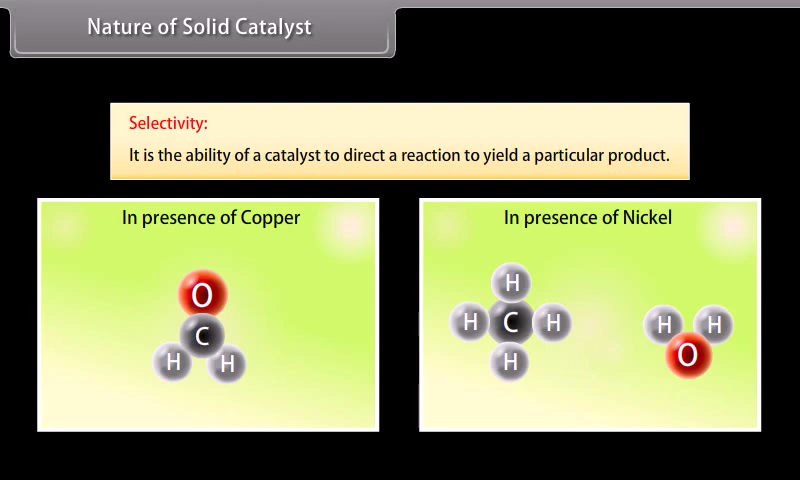 Nature of Solid Catalyst
Selectivity:
It is the ability of a catalyst to direct a reaction to yield a particular product.
In presence of Copper
O
C
H H
In presence of Nickel
H
H C H
H
H H
O